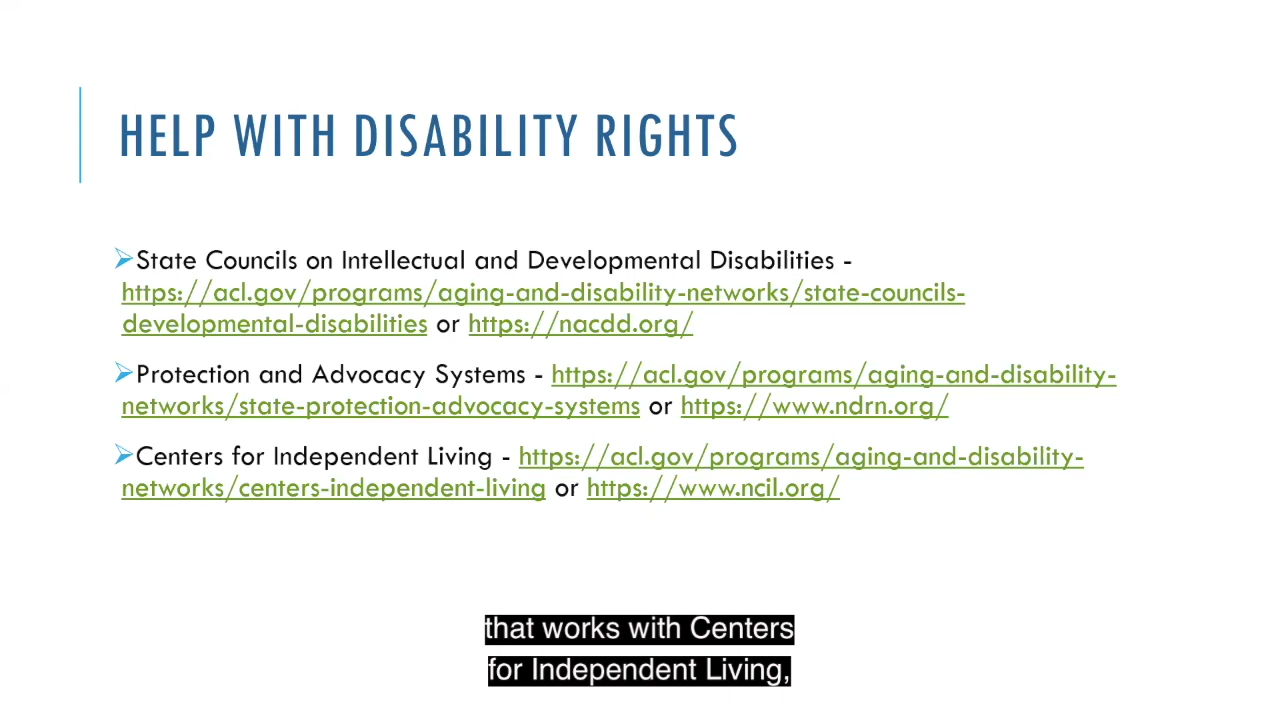 HELP WITH DISABILITY RIGHTS
➢State Councils on Intellectual and Developmental Disabilities -
https://acl.gov/programs/aging-and-disability-networks/state-councils-
developmental-disabilities or https://nacdd.org/
➢Protection and Advocacy Systems - https://acl.gov/programs/aging-and-disability-
networks/state-protection-advocacy-systems or https://www.ndrn.org/
➢Centers for Independent Living - https://acl.gov/programs/aging-and-disability-
networks/centers-independent-living or https://www.ncil.org/
that works with Centers
for Independent Living,